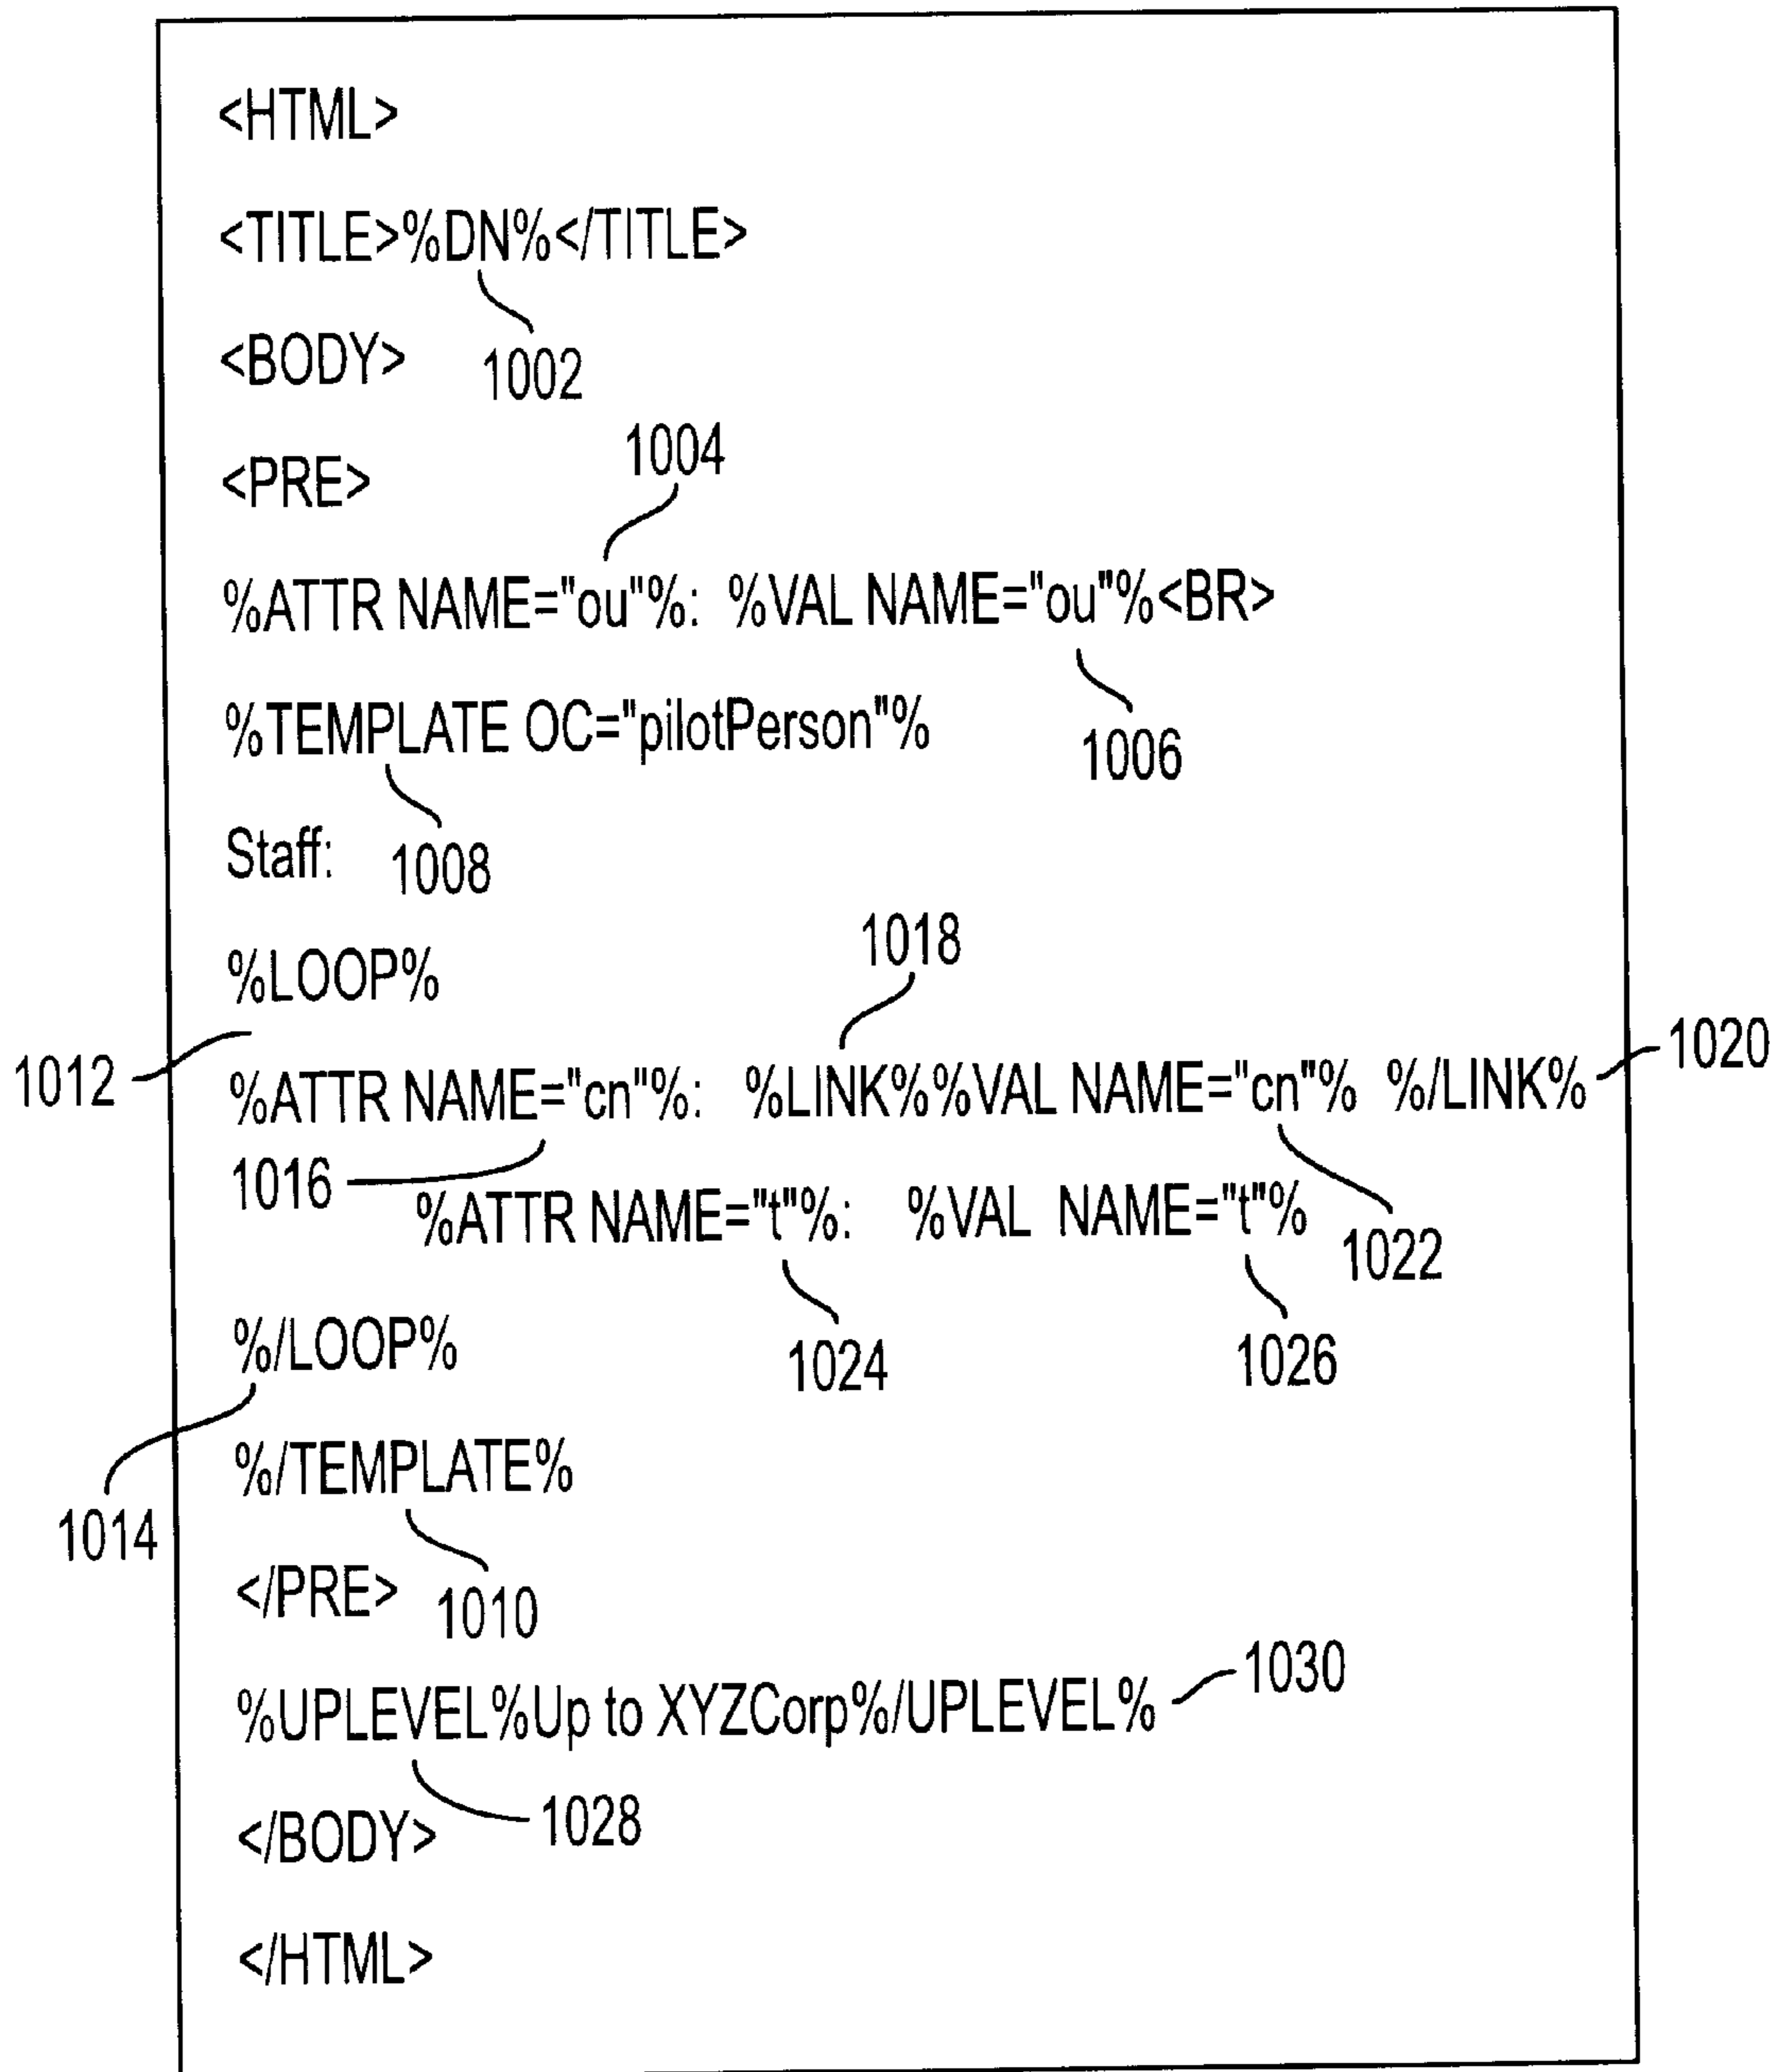 <HTML>
<TITLE>%DN%</TITLE>
1002
<BODY>
1004
<PRE>
%ATTR NAME="ou"%: %VAL NAME="ou"%<BR>
1006
%TEMPLATE OC="pilotPerson"%
1008
Staff:
1018
%LOOP%
1012
1020
%ATTR NAME="cn"%: %LINK%%VAL NAME="cn"% %/LINK%
1016
%ATTR NAME="t"%: %VAL NAME="t"%
1022
1024
1026
%/LOOP%
1014
%/TEMPLATE%
1010
</PRE>
1030
%UPLEVEL%Up to XYZCorp%/UPLEVEL%
1028
</BODY>
</HTML>